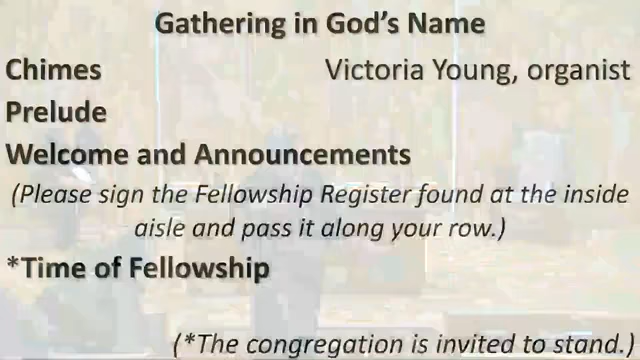 Gathering in God's Name
Chimes Victoria Young, organist
Prelude
Welcome and Announcements
(Please sign the Fellowship Register found at the inside
aisle and pass it along your row.)
*Time of Fellowship
(*The congregation is invited to stand.)